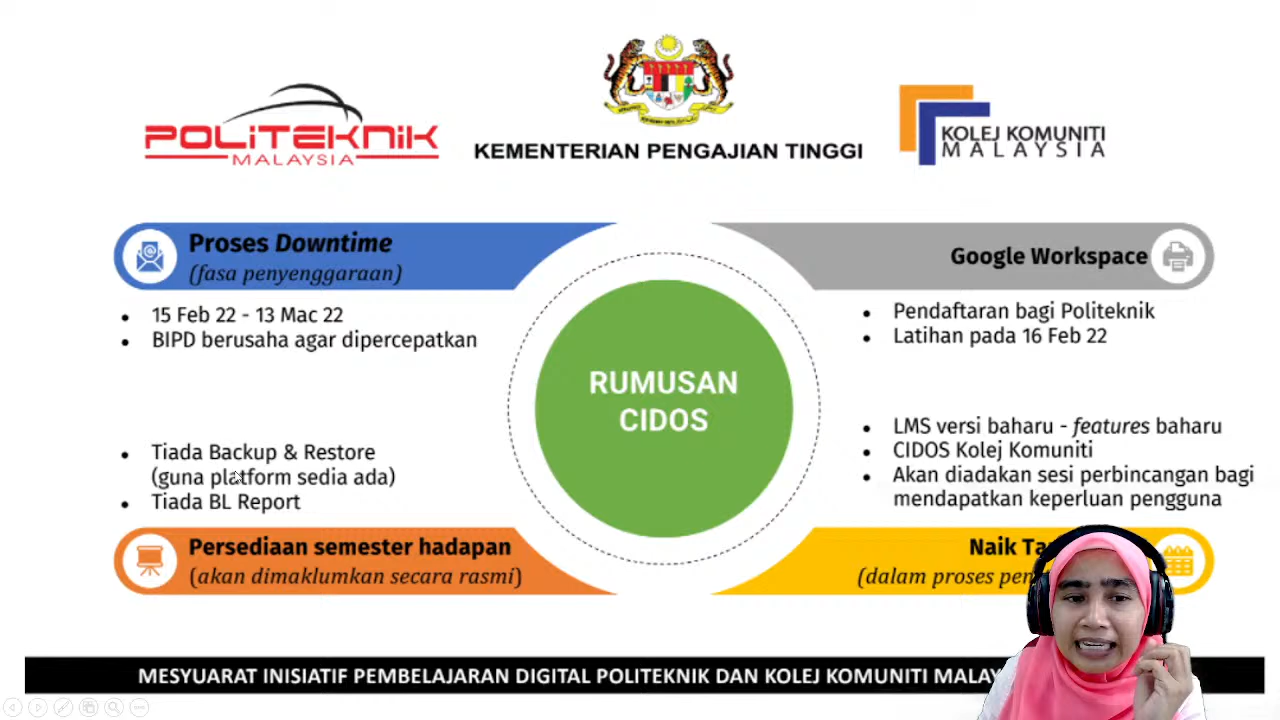 POLITEKNIK
MALAYSIA
KEMENTERIAN PENGAJIAN TINGGI
KOLEJ KOMUNITI
MALAYSIA
Proses Downtime
(fasa penyenggaraan)
15 Feb 22 - 13 Mac 22
BIPD berusaha agar dipercepatkan
Google Workspace
Pendaftaran bagi Politeknik
Latihan pada 16 Feb 22
RUMUSAN
CIDOS
Tiada Backup & Restore
(guna platform sedia ada)
Tiada BL Report
Persediaan semester hadapan
(akan dimaklumkan secara rasmi)
LMS versi baharu - features baharu
CIDOS Kolej Komuniti
Akan diadakan sesi perbincangan bagi
mendapatkan keperluan pengguna
Naik
(dalam proses
MESYUARAT INISIATIF PEMBELAJARAN DIGITAL POLITEKNIK DAN KOLEJ KOMUNITI